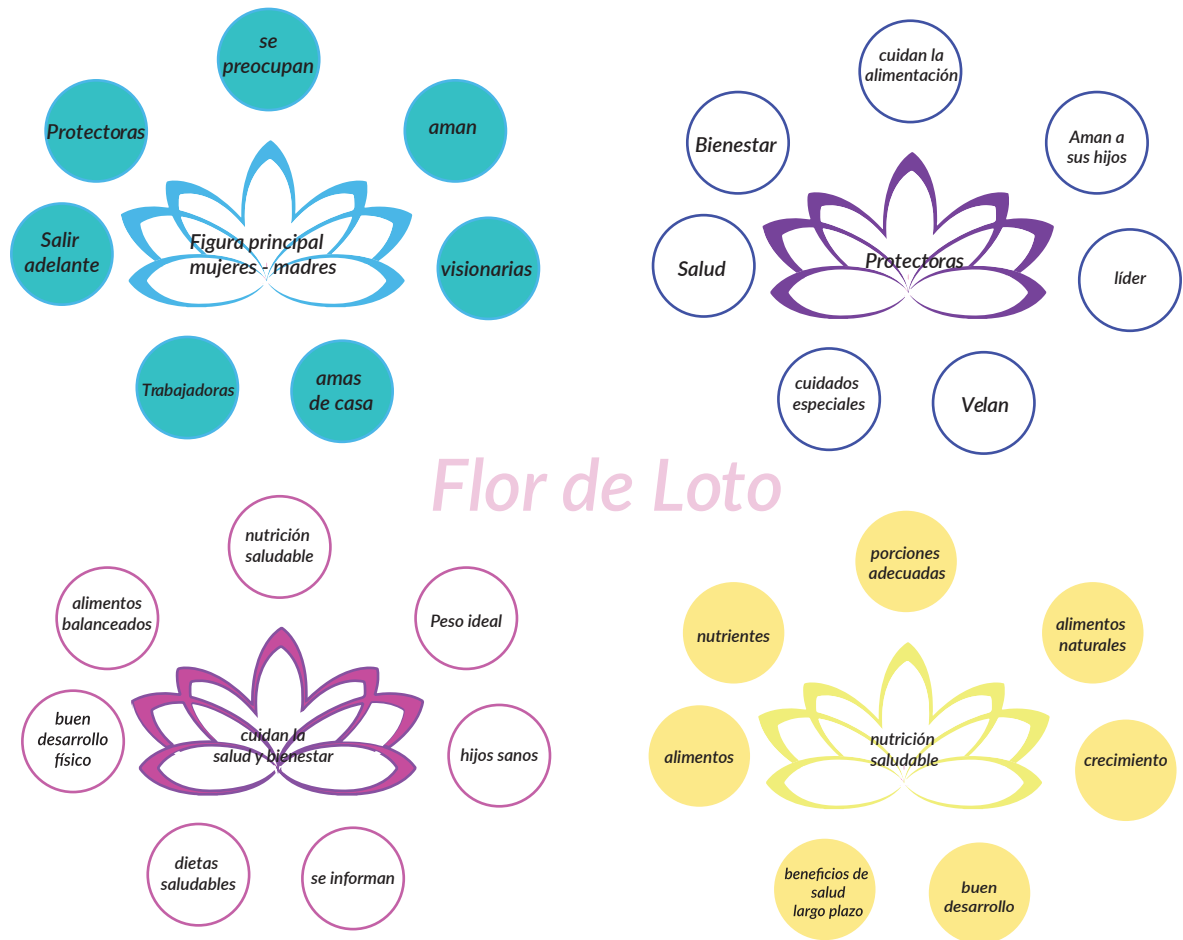 se
preocupan
Protectoras
aman
Salir
adelante
Figura principal
mujeres - madres
visionarias
Trabajadoras
amas
de casa
cuidan la
alimentación
Bienestar
Aman a
sus hijos
Salud
Protectoras
líder
cuidados
especiales
Velan
Flor de Loto
nutrición
saludable
alimentos
balanceados
Peso ideal
buen
desarrollo
físico
cuidan la
salud y bienestar
hijos sanos
dietas
saludables
se informan
porciones
adecuadas
nutrientes
alimentos
naturales
alimentos
nutrición
saludable
crecimiento
beneficios de
salud
largo plazo
buen
desarrollo